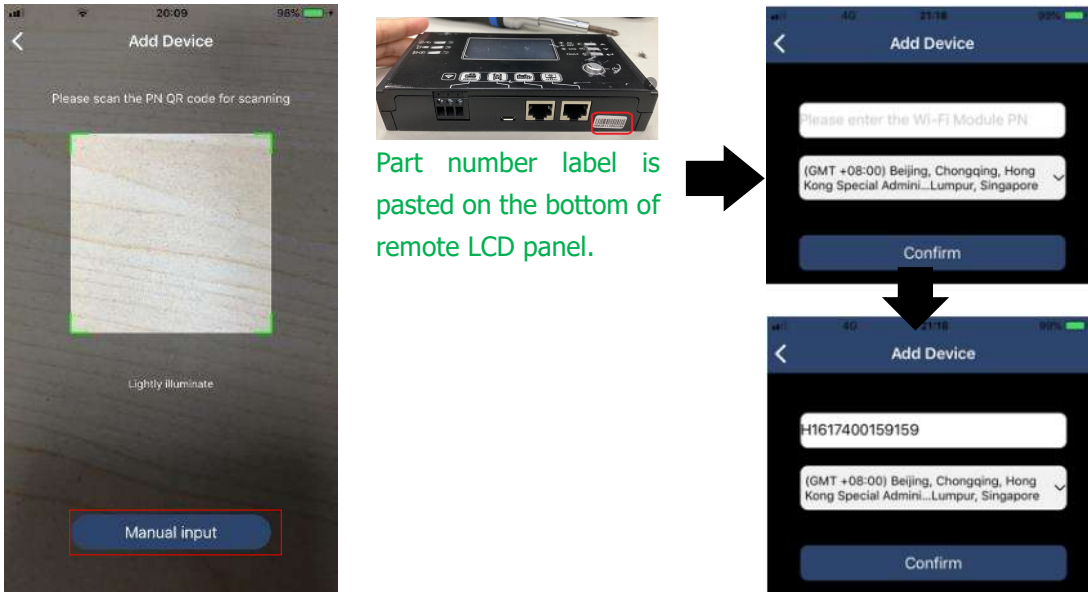 20:09
98%
Add Device
Please scan the PN QR code for scanning
Lightly illuminate
Manual input
Part number label is
pasted on the bottom of
remote LCD panel.
4G
21:18
99%
Add Device
Please enter the Wi-Fi Module PN
(GMT +08:00) Beijing, Chongqing, Hong
Kong Special Admini...Lumpur, Singapore
Confirm
4G
21:18
99%
Add Device
H1617400159159
(GMT +08:00) Beijing, Chongqing, Hong
Kong Special Admini...Lumpur, Singapore
Confirm